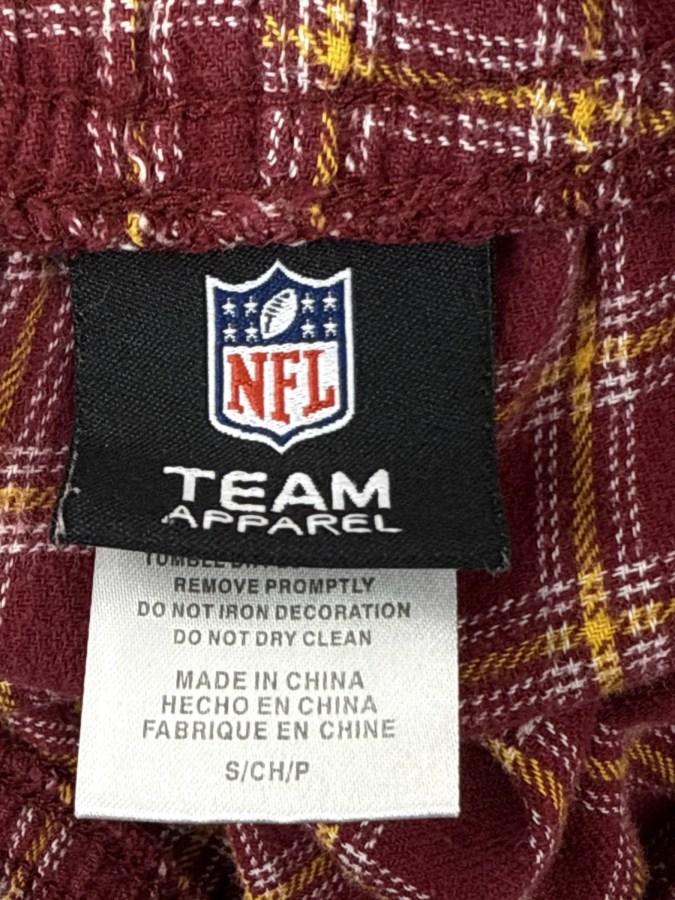 NFL
TEAM
APPAREL
TUMBLE
REMOVE PROMPTLY
DO NOT IRON DECORATION
DO NOT DRY CLEAN
MADE IN CHINA
HECHO EN CHINA
FABRIQUE EN CHINE
S/CH/P